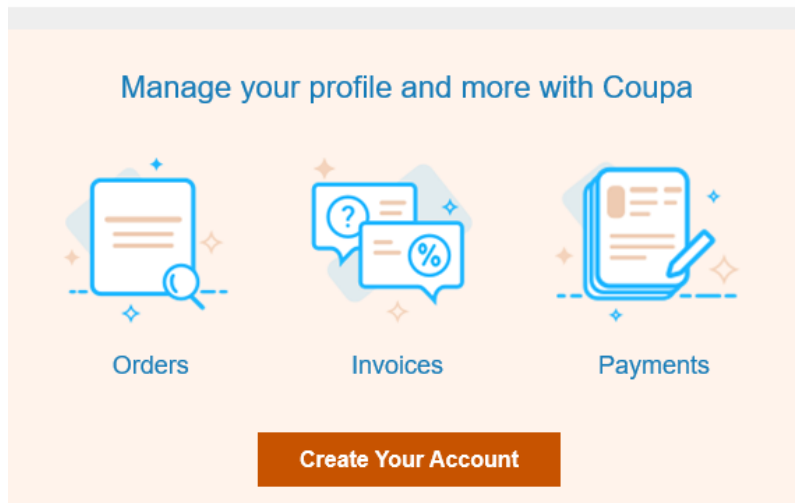 Manage your profile and more with Coupa
?
%
Orders
Invoices
Payments
Create Your Account